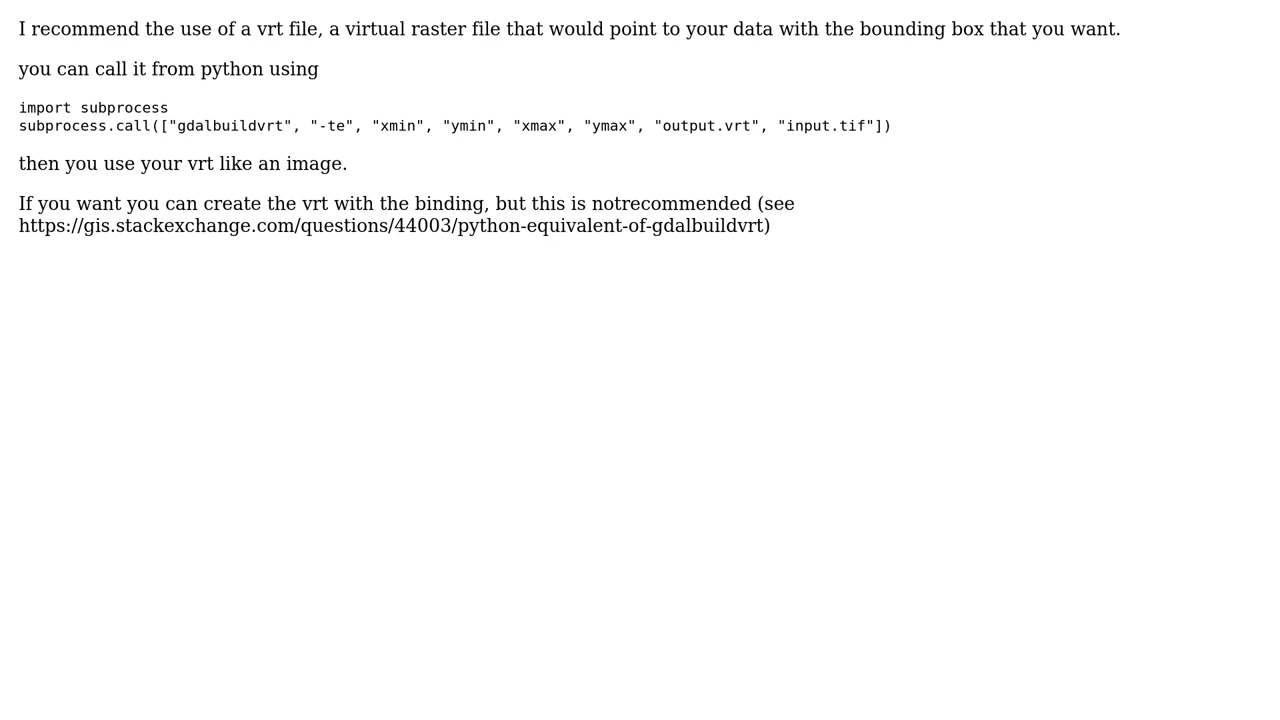 I recommend the use of a vrt file, a virtual raster file that would point to your data with the bounding box that you want.
you can call it from python using
import subprocess
subprocess.call(["gdalbuildvrt", "-te", "xmin", "ymin", "xmax", "ymax", "output.vrt", "input.tif"])
then you use your vrt like an image.
If you want you can create the vrt with the binding, but this is notrecommended (see
https://gis.stackexchange.com/questions/44003/python-equivalent-of-gdalbuildvrt)